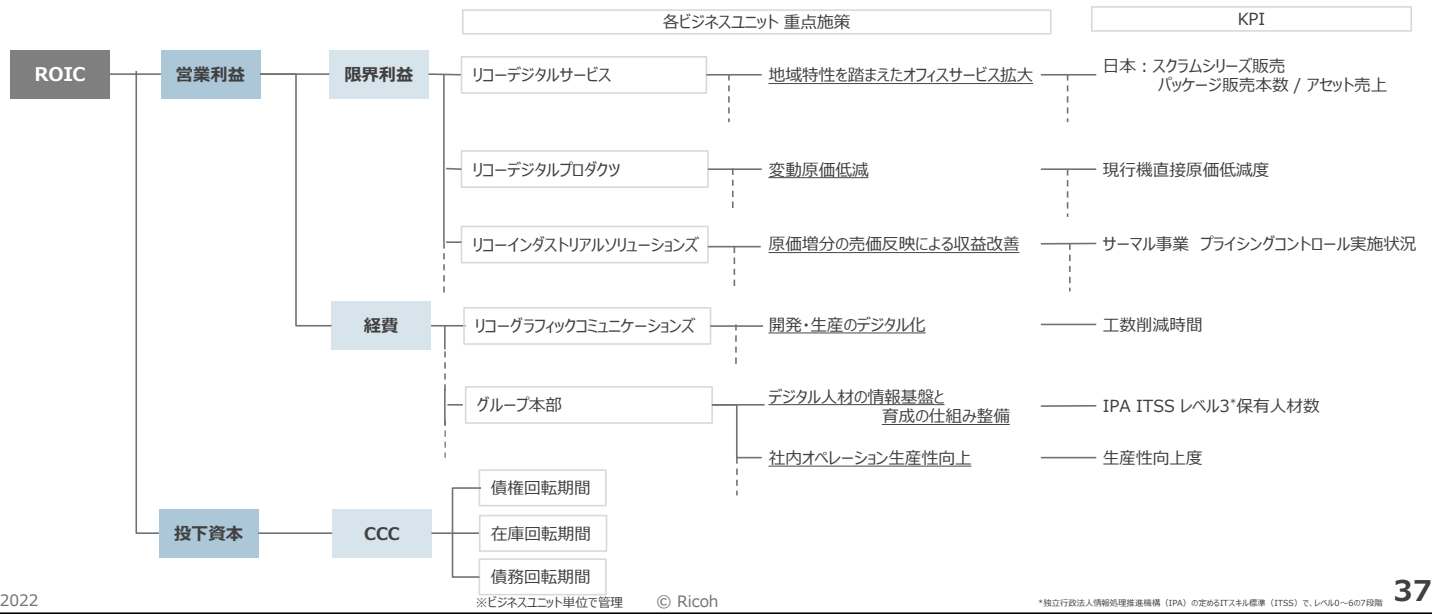 各ビジネスユニット 重点施策
KPI
ROIC
営業利益
限界利益
リコーデジタルサービス
地域特性を踏まえたオフィスサービス拡大
日本：スクラムシリーズ販売
パッケージ販売本数 / アセット売上
リコーデジタルプロダクツ
変動原価低減
現行機直接原価低減度
リコーインダストリアルソリューションズ
原価増分の売価反映による収益改善
サーマル事業 プライシングコントロール実施状況
経費
リコーグラフィックコミュニケーションズ
開発・生産のデジタル化
工数削減時間
グループ本部
デジタル人材の情報基盤と
育成の仕組み整備
IPA ITSS レベル3*保有人材数
社内オペレーション生産性向上
生産性向上度
投下資本
CCC
債権回転期間
在庫回転期間
債務回転期間
※ビジネスユニット単位で管理
2022
© Ricoh
*独立行政法人情報処理推進機構（IPA）の定めるITスキル標準（ITSS）で、レベル0～6の7段階
37